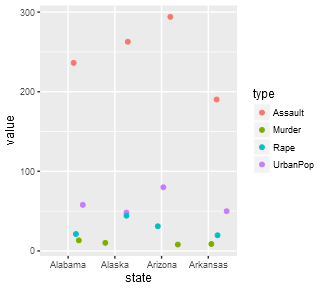 300
200
100
0
value
Alabama
Alaska
Arizona
Arkansas
state
type
Assault
Murder
Rape
UrbanPop